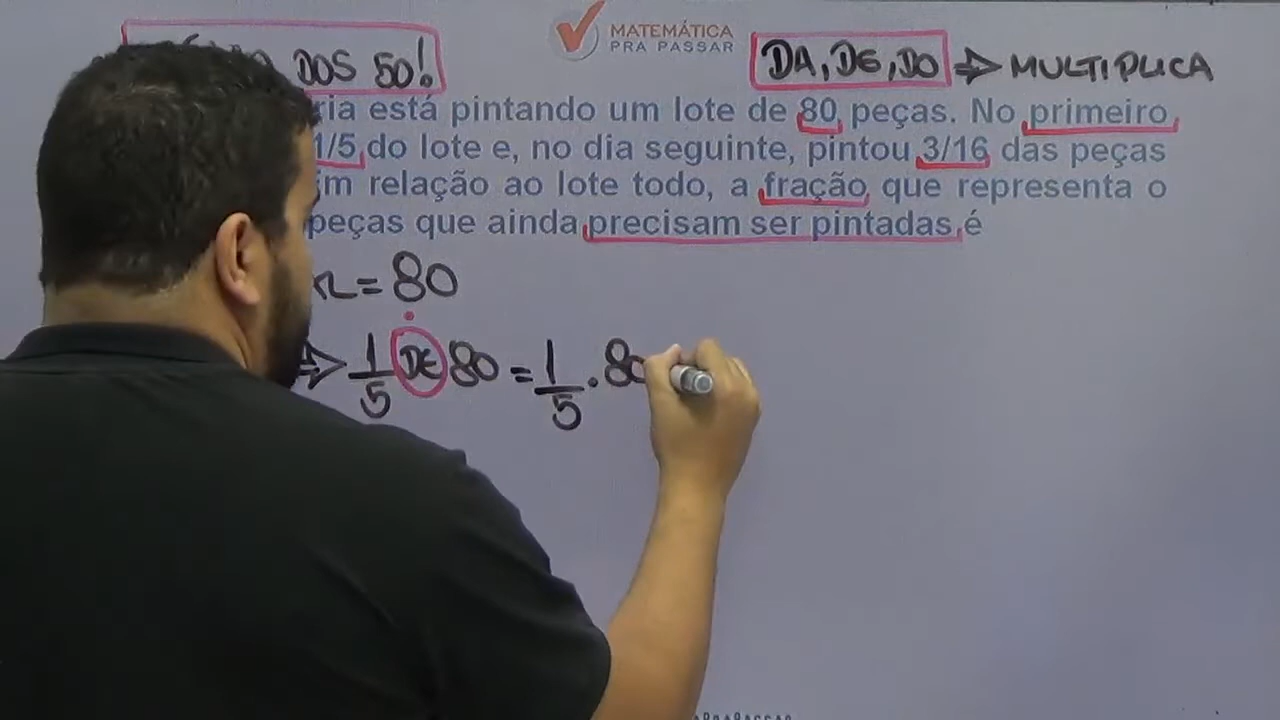 DOS 50!
MATEMÁTICA
PRA PASSAR
DA, DE, DO ⇒ MULTIPLICA
está pintando um lote de 80 peças. No primeiro
1/5 do lote e, no dia seguinte, pintou 3/16 das peças
relação ao lote todo, a fração que representa o
peças que ainda precisam ser pintadas é
= 80
⇒ 1/5 DE 80 = 1/5 . 80